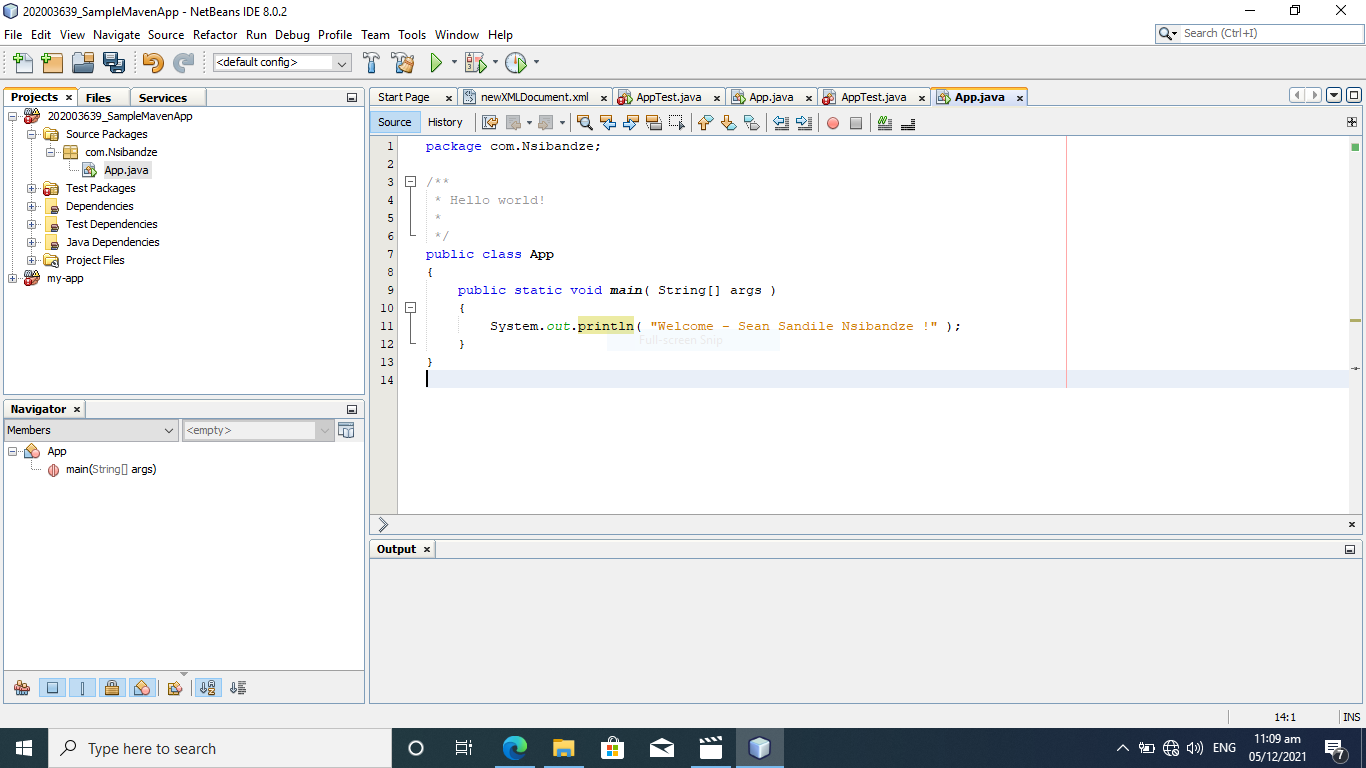 202003639_SampleMavenApp - NetBeans IDE 8.0.2
File Edit View Navigate Source Refactor Run Debug Profile Team Tools Window Help
Search (Ctrl+I)
<default config>
Projects Files Services
202003639_SampleMavenApp
Source Packages
com.Nsibandze
App.java
Test Packages
Dependencies
Test Dependencies
Java Dependencies
Project Files
my-app
Navigator
Members <empty>
App
main(String[] args)
Start Page newXMLDocument.xml AppTest.java App.java AppTest.java App.java
Source History
1 package com.Nsibandze;
2
3 /**
4 * Hello world!
5 *
6 */
7 public class App
8 {
9 public static void main( String[] args )
10 {
11 System.out.println( "Welcome - Sean Sandile Nsibandze !" );
12 }
Full-screen Snip
13 }
14
Output
14:1 INS
Type here to search
ENG
11:09 am
05/12/2021
7